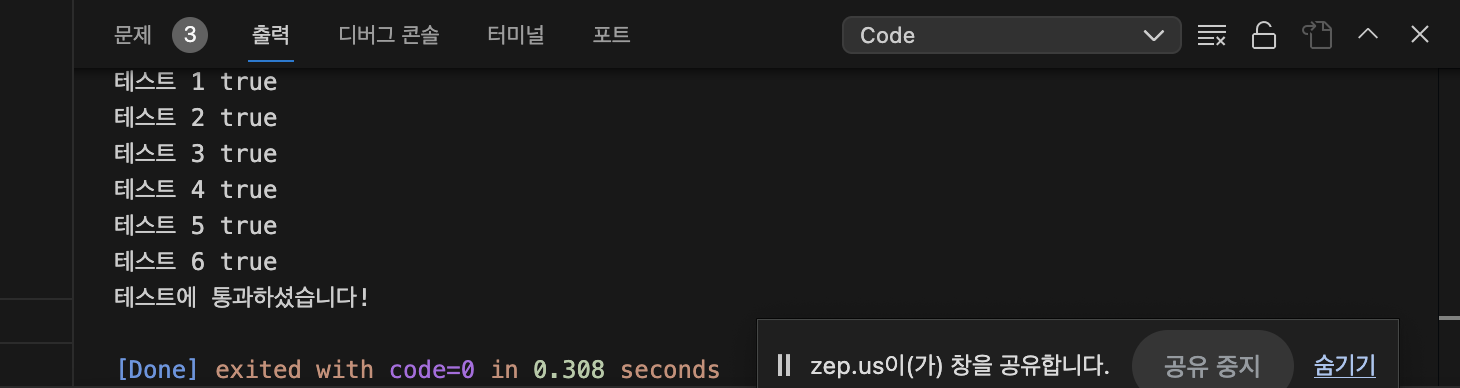 문제 3 출력 디버그 콘솔 터미널 포트 Code
테스트 1 true
테스트 2 true
테스트 3 true
테스트 4 true
테스트 5 true
테스트 6 true
테스트에 통과하셨습니다!
[Done] exited with code=0 in 0.308 seconds
zep.us이(가) 창을 공유합니다. 공유 중지 숨기기